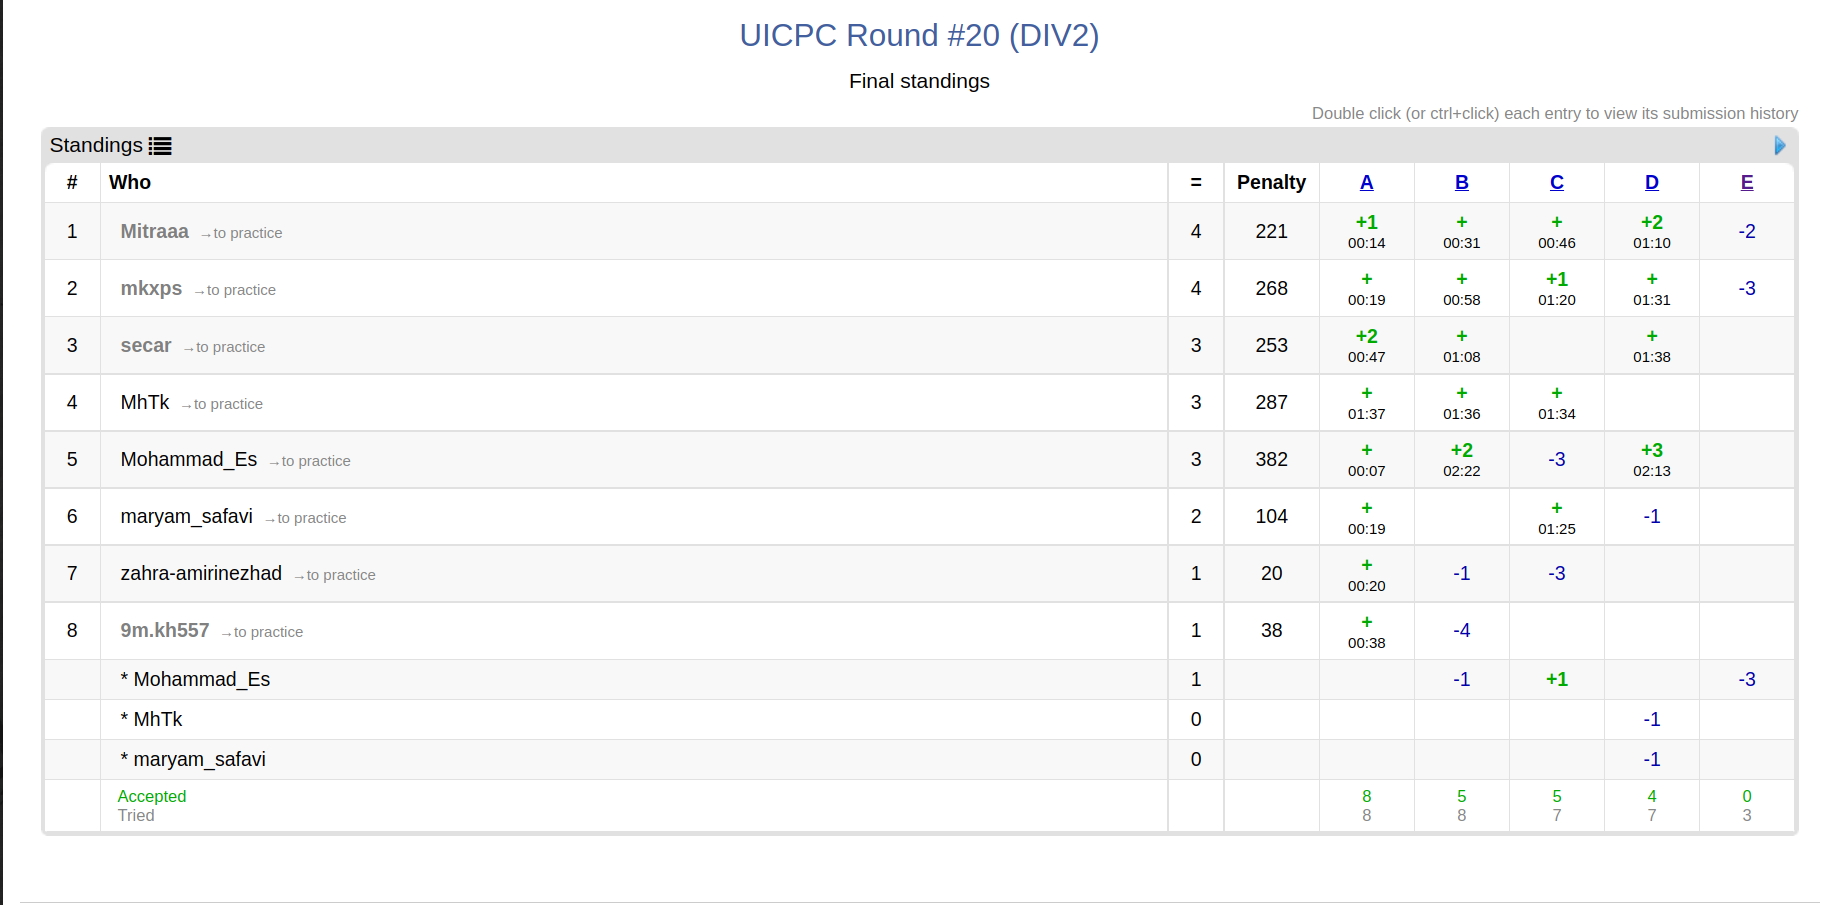 UICPC Round #20 (DIV2)
Final standings
Double click (or ctrl+click) each entry to view its submission history
Standings
# Who = Penalty A B C D E
1 Mitraaa →to practice 4 221 +1 00:14 + 00:31 + 00:46 +2 01:10 -2
2 mkxps →to practice 4 268 + 00:19 + 00:58 +1 01:20 + 01:31 -3
3 secar →to practice 3 253 +2 00:47 + 01:08 + 01:38
4 MhTk →to practice 3 287 + 01:37 + 01:36 + 01:34
5 Mohammad_Es →to practice 3 382 + 00:07 +2 02:22 -3 +3 02:13
6 maryam_safavi →to practice 2 104 + 00:19 + 01:25 -1
7 zahra-amirinezhad →to practice 1 20 + 00:20 -1 -3
8 9m.kh557 →to practice 1 38 + 00:38 -4
* Mohammad_Es 1 -1 +1 -3
* MhTk 0 -1
* maryam_safavi 0 -1
Accepted 8 5 5 4 0
Tried 8 8 7 7 3